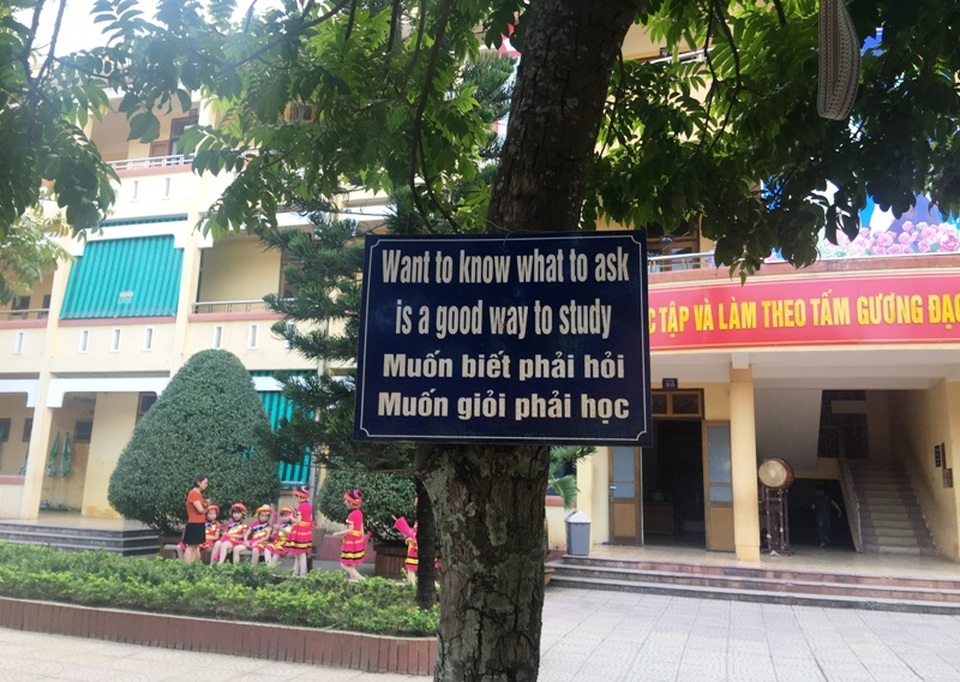 Want to know what to ask
is a good way to study
Muốn biết phải hỏi
Muốn giỏi phải học
TẬP VÀ LÀM THEO TẤM GƯƠNG ĐẠO